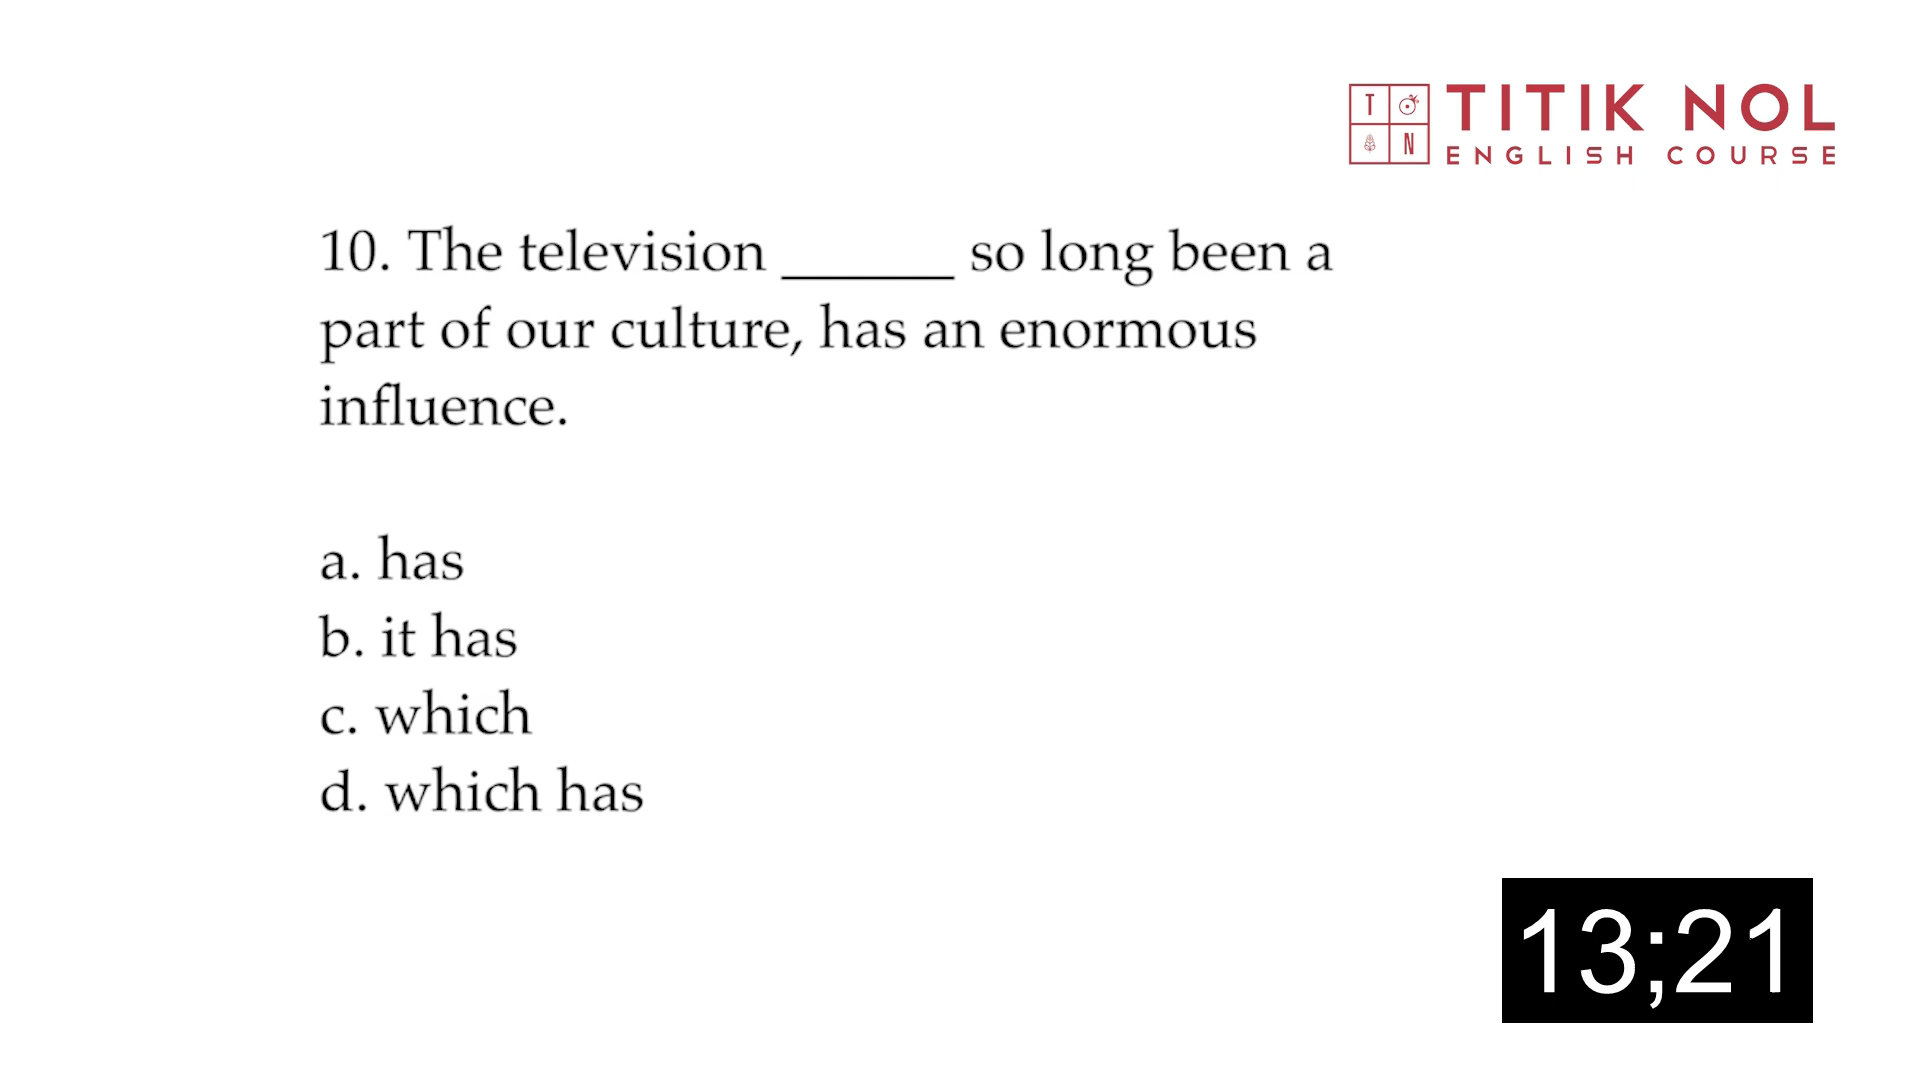 T
N
TITIK NOL
ENGLISH COURSE
10. The television ______ so long been a
part of our culture, has an enormous
influence.
a. has
b. it has
c. which
d. which has
13;21